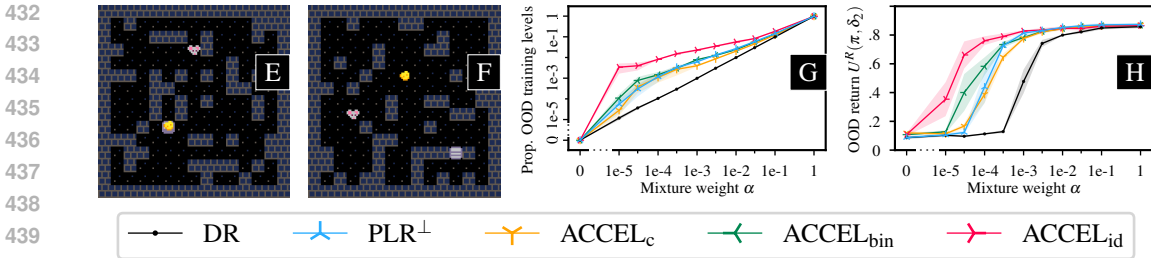 432
433
434
435
436
437
438
439
E
F
G
Prop. OOD training levels
1
1e-1
1e-3
1e-5
0
0 1e-5 1e-4 1e-3 1e-2 1e-1 1
Mixture weight α
H
OOD return U^R(π, δ₂)
.8
.6
.4
.2
0
0 1e-5 1e-4 1e-3 1e-2 1e-1 1
Mixture weight α
DR PLR^⊥ ACCEL_c ACCEL_bin ACCEL_id